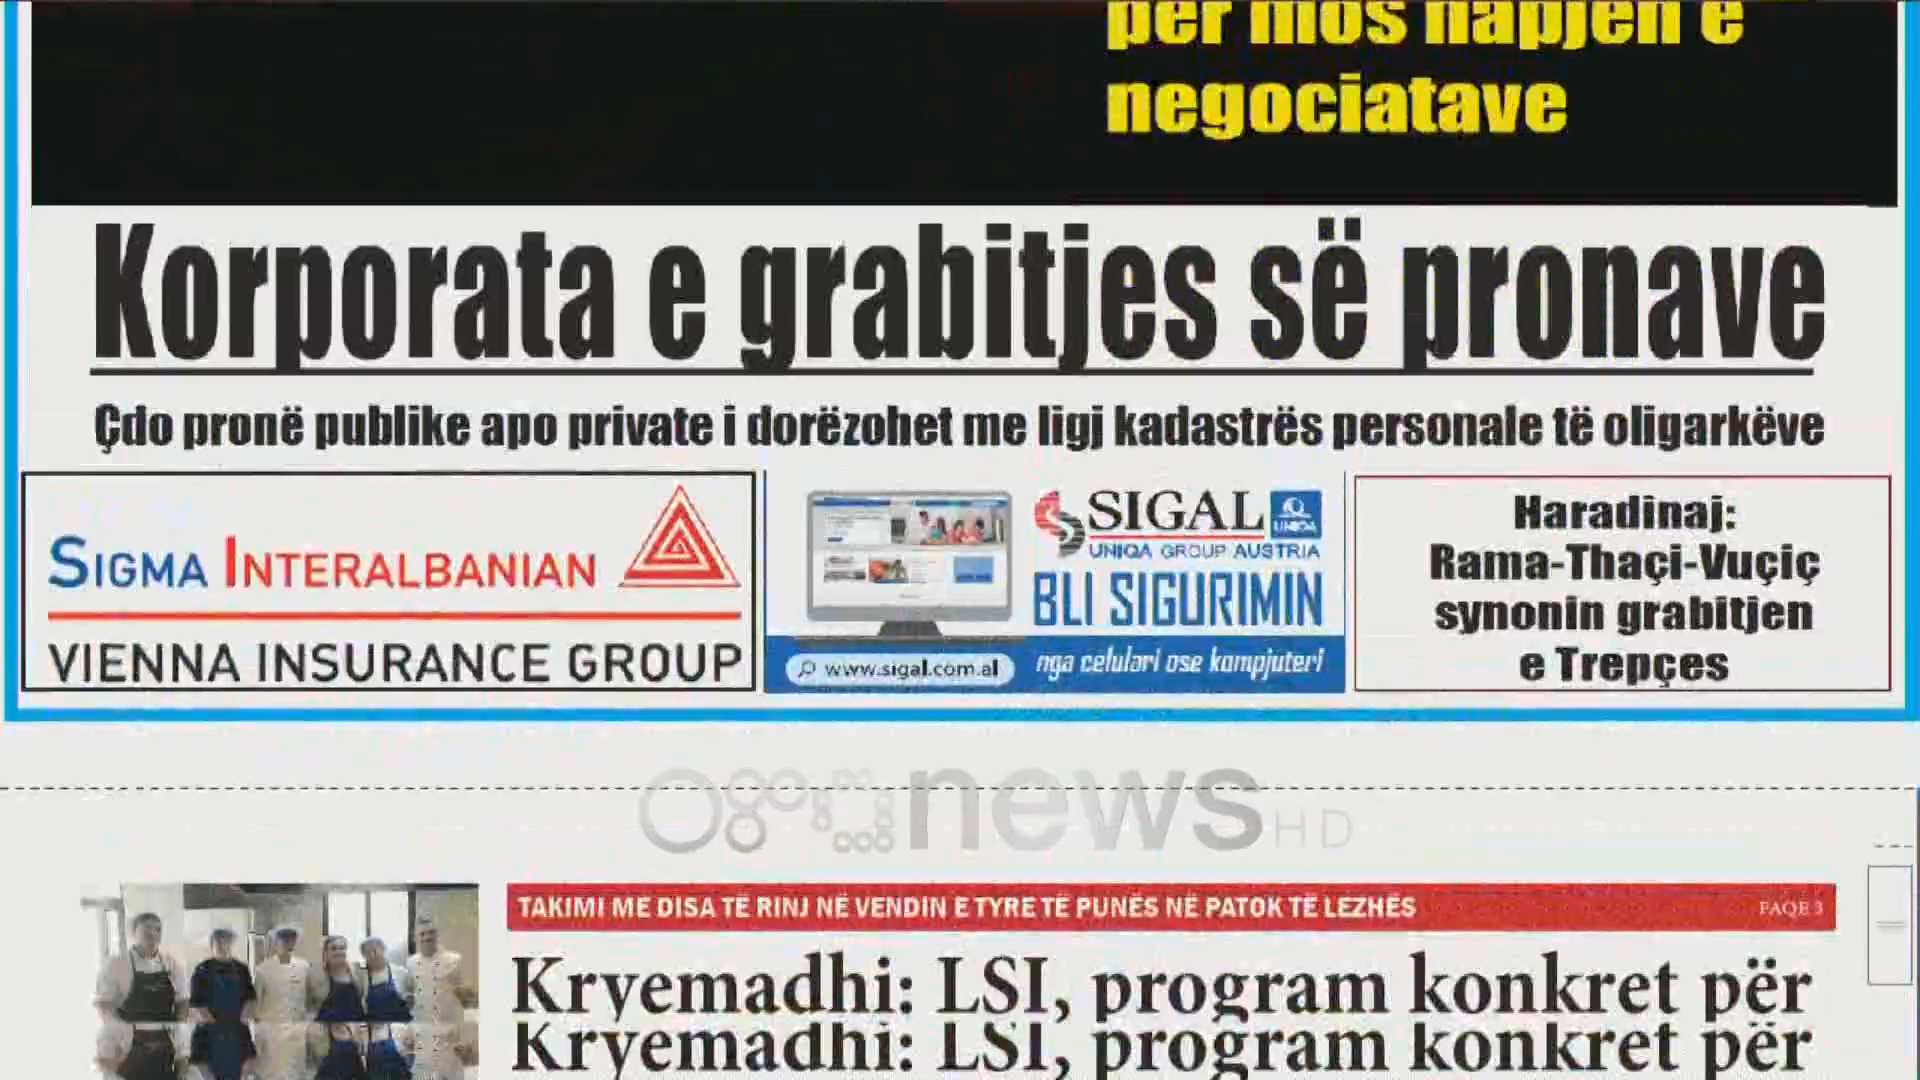 për mos hapjen e
negociatave
Korporata e grabitjes së pronave
Çdo pronë publike apo private i dorëzohet me ligj kadastrës personale të oligarkëve
SIGMA INTERALBANIAN
VIENNA INSURANCE GROUP
SIGAL
UNIQA
UNIQA GROUP AUSTRIA
BLI SIGURIMIN
www.sigal.com.al
nga celulari ose kompjuteri
Haradinaj:
Rama-Thaçi-Vuçiç
synonin grabitjen
e Trepçes
news HD
TAKIMI ME DISA TË RINJ NË VENDIN E TYRE TË PUNËS NË PATOK TË LEZHËS
FAQE 3
Kryemadhi: LSI, program konkret për
Kryemadhi: LSI, program konkret për